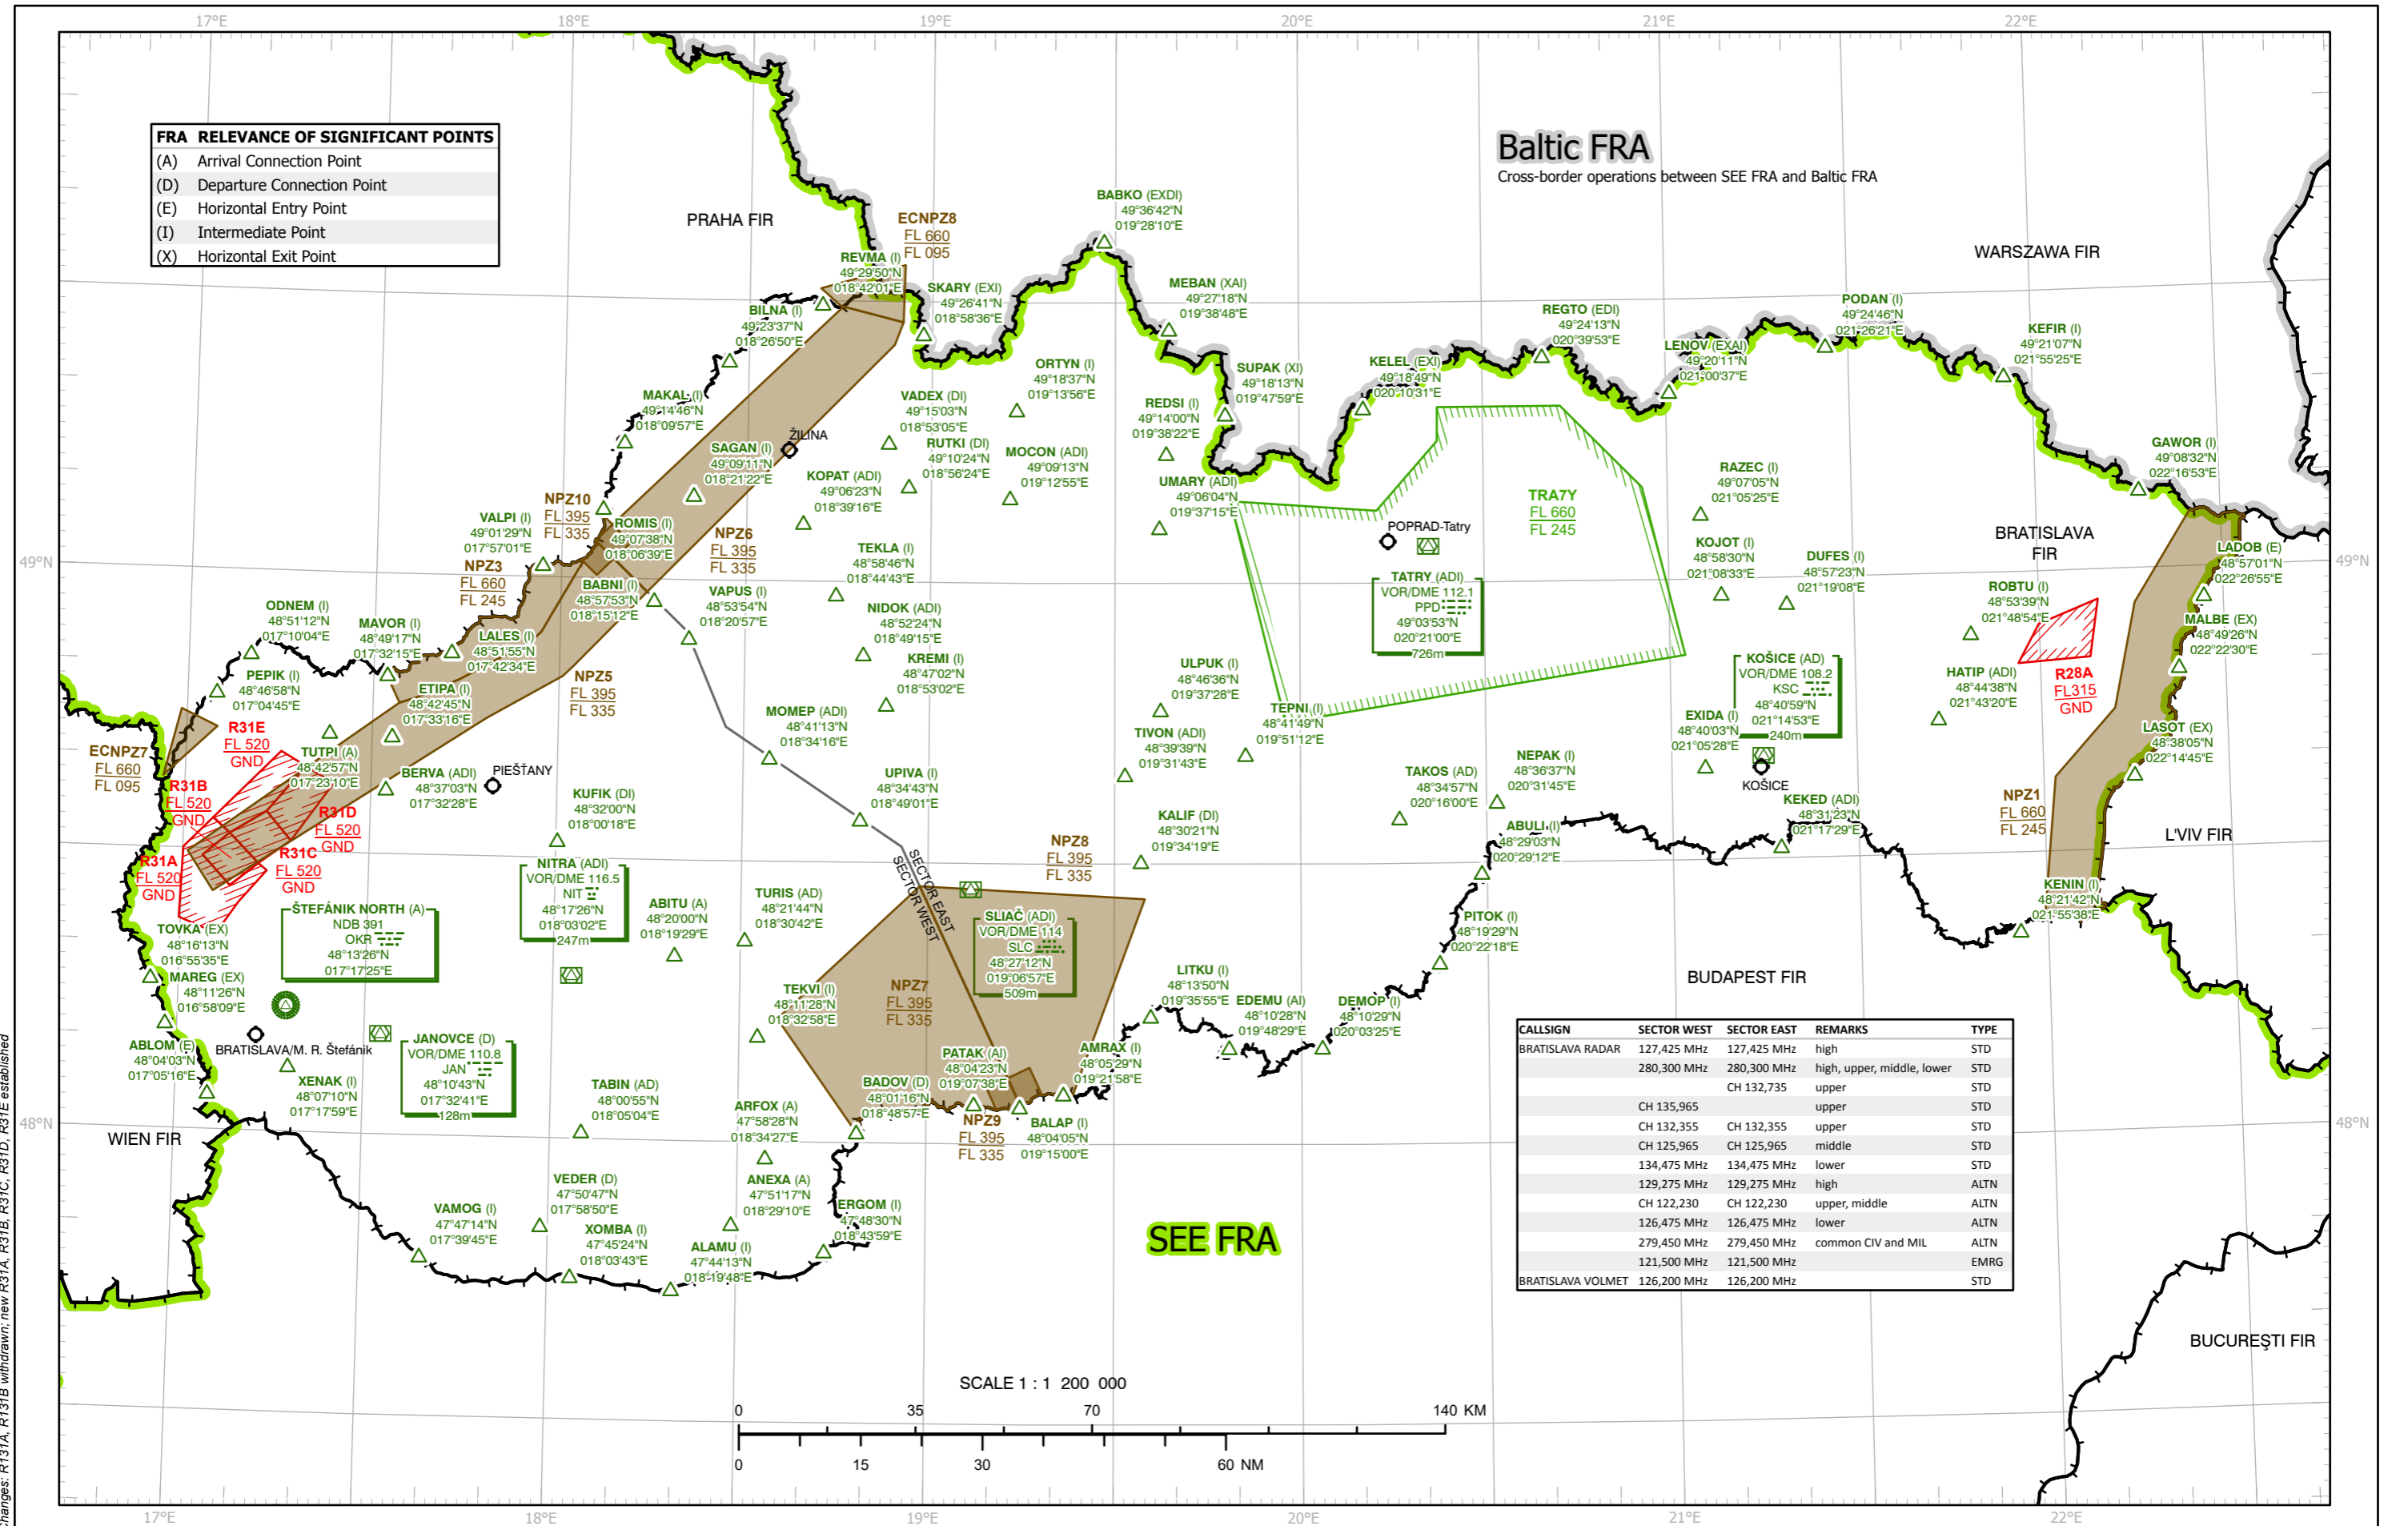 17°E
18°E
19°E
20°E
21°E
22°E
FRA RELEVANCE OF SIGNIFICANT POINTS
(A) Arrival Connection Point
(D) Departure Connection Point
(E) Horizontal Entry Point
(I) Intermediate Point
(X) Horizontal Exit Point
Baltic FRA
Cross-border operations between SEE FRA and Baltic FRA
PRAHA FIR
WARSZAWA FIR
ECNPZ8
FL 660
FL 095
BABKO (EXDI)
49°36'42"N
019°28'10"E
REVMA (I)
49°29'50"N
018°42'01"E
SKARY (EXI)
49°26'41"N
018°58'36"E
MEBAN (XAI)
49°27'18"N
019°38'48"E
BILNA (I)
49°23'37"N
018°26'50"E
REGTO (EDI)
49°24'13"N
020°39'53"E
PODAN (I)
49°24'46"N
021°26'21"E
KEFIR (I)
49°21'07"N
021°55'25"E
LENOV (EXAI)
49°20'11"N
021°00'37"E
KELEL (EXI)
49°18'49"N
020°10'31"E
SUPAK (XI)
49°18'13"N
019°47'59"E
ORTYN (I)
49°18'37"N
019°13'56"E
MAKAL (I)
49°14'46"N
018°09'57"E
VADEX (DI)
49°15'03"N
018°53'05"E
REDSI (I)
49°14'00"N
019°38'22"E
ŽILINA
SAGAN (I)
49°09'11"N
018°21'22"E
RUTKI (DI)
49°10'24"N
018°56'24"E
MOCON (ADI)
49°09'13"N
019°12'55"E
GAWOR (I)
49°08'32"N
022°16'53"E
KOPAT (ADI)
49°06'23"N
018°39'16"E
UMARY (ADI)
49°06'04"N
019°37'15"E
RAZEC (I)
49°07'05"N
021°05'25"E
TRA7Y
FL 660
FL 245
NPZ10
FL 395
FL 335
VALPI (I)
49°01'29"N
017°57'01"E
ROMIS (I)
49°07'38"N
018°06'39"E
NPZ6
FL 395
FL 335
POPRAD-Tatry
BRATISLAVA
FIR
49°N
49°N
NPZ3
FL 660
FL 245
BABNI (I)
48°57'53"N
018°15'12"E
VAPUS (I)
48°53'54"N
018°20'57"E
TEKLA (I)
48°58'46"N
018°44'43"E
KOJOT (I)
48°58'30"N
021°08'33"E
DUFES (I)
48°57'23"N
021°19'08"E
LADOB (E)
48°57'01"N
022°26'55"E
TATRY (ADI)
VOR/DME 112.1
PPD
49°03'53"N
020°21'00"E
726m
ROBTU (I)
48°53'39"N
021°48'54"E
ODNEM (I)
48°51'12"N
017°10'04"E
MAVOR (I)
48°49'17"N
017°32'15"E
LALES (I)
48°51'55"N
017°42'34"E
NIDOK (ADI)
48°52'24"N
018°49'15"E
MALBE (EX)
48°49'26"N
022°22'30"E
PEPIK (I)
48°46'58"N
017°04'45"E
NPZ5
FL 395
FL 335
KREMI (I)
48°47'02"N
018°53'02"E
ULPUK (I)
48°46'36"N
019°37'28"E
KOŠICE (AD)
VOR/DME 108.2
KSC
48°40'59"N
021°14'53"E
240m
HATIP (ADI)
48°44'38"N
021°43'20"E
R28A
FL315
GND
ETIPA (I)
48°42'45"N
017°33'16"E
R31E
FL 520
GND
MOMEP (ADI)
48°41'13"N
018°34'16"E
TEPNI (I)
48°41'49"N
019°51'12"E
EXIDA (I)
48°40'03"N
021°05'28"E
LASOT (EX)
48°38'05"N
022°14'45"E
ECNPZ7
FL 660
FL 095
TUTPI (A)
48°42'57"N
017°23'10"E
TIVON (ADI)
48°39'39"N
019°31'43"E
NEPAK (I)
48°36'37"N
020°31'45"E
BERVA (ADI)
48°37'03"N
017°32'28"E
PIEŠŤANY
R31B
FL 520
GND
UPIVA (I)
48°34'43"N
018°49'01"E
TAKOS (AD)
48°34'57"N
020°16'00"E
KOŠICE
NPZ1
FL 660
FL 245
KUFIK (DI)
48°32'00"N
018°00'18"E
KEKED (ADI)
48°31'23"N
021°17'29"E
R31D
FL 520
GND
KALIF (DI)
48°30'21"N
019°34'19"E
ABULI (I)
48°29'03"N
020°29'12"E
L'VIV FIR
R31A
FL 520
GND
R31C
FL 520
GND
NPZ8
FL 395
FL 335
SECTOR EAST
SECTOR WEST
NITRA (ADI)
VOR/DME 116.5
NIT
48°17'26"N
018°03'02"E
247m
KENIN (I)
48°21'42"N
021°55'38"E
ŠTEFÁNIK NORTH (A)
NDB 391
OKR
48°13'26"N
017°17'25"E
ABITU (A)
48°20'00"N
018°19'29"E
TURIS (AD)
48°21'44"N
018°30'42"E
SLIAČ (ADI)
VOR/DME 114
SLC
48°27'12"N
019°06'57"E
509m
PITOK (I)
48°19'29"N
020°22'18"E
TOVKA (EX)
48°16'13"N
016°55'35"E
MAREG (EX)
48°11'26"N
016°58'09"E
TEKVI (I)
48°11'28"N
018°32'58"E
NPZ7
FL 395
FL 335
LITKU (I)
48°13'50"N
019°35'55"E
EDEMU (AI)
48°10'28"N
019°48'29"E
DEMOP (I)
48°10'29"N
020°03'25"E
BUDAPEST FIR
ABLOM (E)
48°04'03"N
017°05'16"E
BRATISLAVA/M. R. Štefánik
JANOVCE (D)
VOR/DME 110.8
JAN
48°10'43"N
017°32'41"E
128m
XENAK (I)
48°07'10"N
017°17'59"E
PATAK (AI)
48°04'23"N
019°07'38"E
AMRAX (I)
48°05'29"N
019°21'58"E
TABIN (AD)
48°00'55"N
018°05'04"E
BADOV (D)
48°01'16"N
018°48'57"E
ARFOX (A)
47°58'28"N
018°34'27"E
NPZ9
FL 395
FL 335
BALAP (I)
48°04'05"N
019°15'00"E
48°N
48°N
WIEN FIR
VEDER (D)
47°50'47"N
017°58'50"E
ANEXA (A)
47°51'17"N
018°29'10"E
VAMOG (I)
47°47'14"N
017°39'45"E
XOMBA (I)
47°45'24"N
018°03'43"E
ALAMU (I)
47°44'13"N
018°19'48"E
ERGOM (I)
47°48'30"N
018°43'59"E
SEE FRA
CALLSIGN SECTOR WEST SECTOR EAST REMARKS TYPE
BRATISLAVA RADAR 127,425 MHz 127,425 MHz high STD
280,300 MHz 280,300 MHz high, upper, middle, lower STD
CH 132,735 upper STD
CH 135,965 upper STD
CH 132,355 CH 132,355 upper STD
CH 125,965 CH 125,965 middle STD
134,475 MHz 134,475 MHz lower STD
129,275 MHz 129,275 MHz high ALTN
CH 122,230 CH 122,230 upper, middle ALTN
126,475 MHz 126,475 MHz lower ALTN
279,450 MHz 279,450 MHz common CIV and MIL ALTN
121,500 MHz 121,500 MHz EMRG
BRATISLAVA VOLMET 126,200 MHz 126,200 MHz STD
BUCUREŞTI FIR
SCALE 1 : 1 200 000
0 35 70 140 KM
0 15 30 60 NM
17°E
18°E
19°E
20°E
21°E
22°E
Changes: R131A, R131B withdrawn; new R31A, R31B, R31C, R31D, R31E established